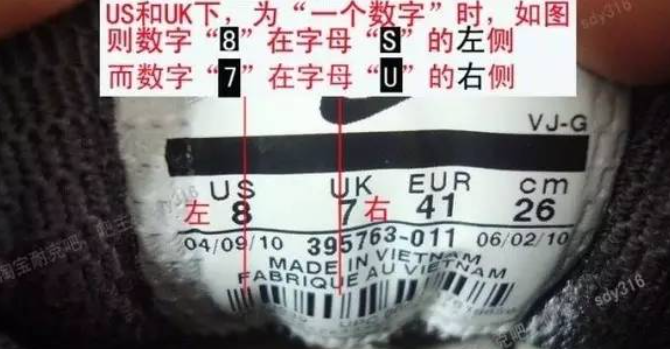 US和UK下，为“一个数字”时，如图
则数字“8”在字母“S”的左侧
而数字“7”在字母“U”的右侧
VJ-G
US UK EUR cm
左 8 7 右 41 26
04/09/10 395763-011 06/02/10
MADE IN VIETNAM
FABRIQUE AU VIETNAM
sdy316
sdy316